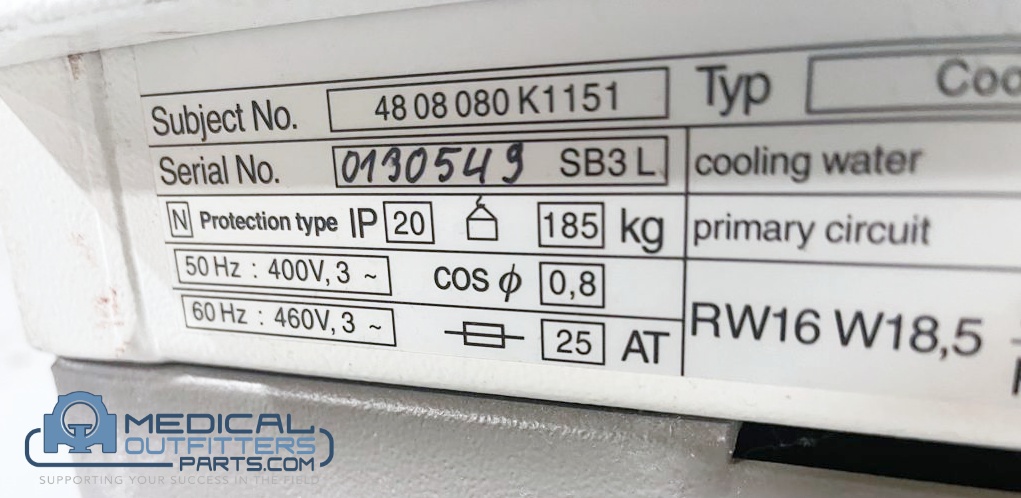 Subject No. 48 08 080 K1151 Typ Coo
Serial No. 0130549 SB3 L cooling water
N Protection type IP 20 185 kg primary circuit
50 Hz : 400V, 3 ~ COS ϕ 0,8
60 Hz : 460V, 3 ~ 25 AT RW16 W18,5
MEDICAL
OUTFITTERS
PARTS.COM
SUPPORTING YOUR SUCCESS IN THE FIELD